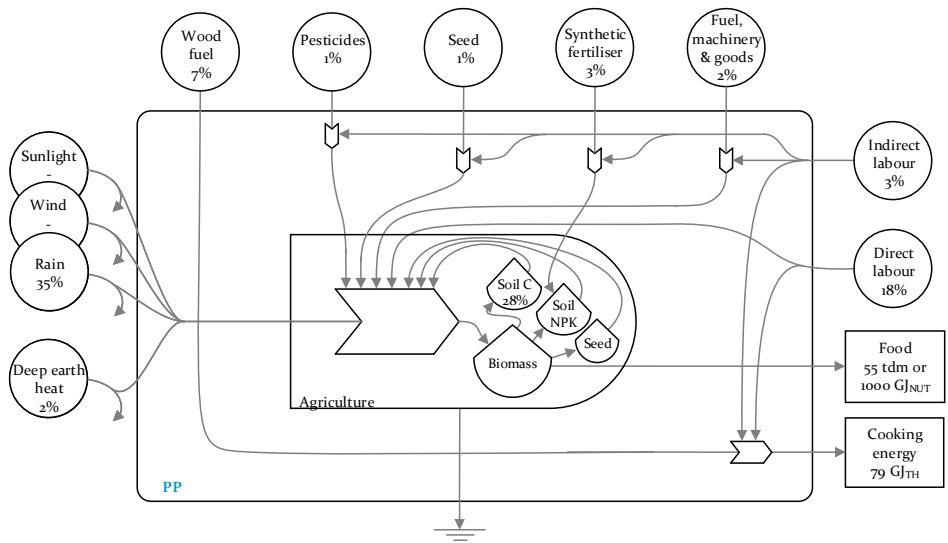 Wood
fuel
7%
Pesticides
1%
Seed
1%
Synthetic
fertiliser
3%
Fuel,
machinery
& goods
2%
Sunlight
-
Wind
-
Rain
35%
Deep earth
heat
2%
Indirect
labour
3%
Direct
labour
18%
Soil C
28%
Soil
NPK
Seed
Biomass
Agriculture
Food
55 tdm or
1000 GJNUT
Cooking
energy
79 GJTH
PP